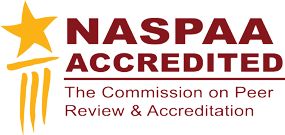 NASPAA
ACCREDITED
The Commission on Peer
Review & Accreditation